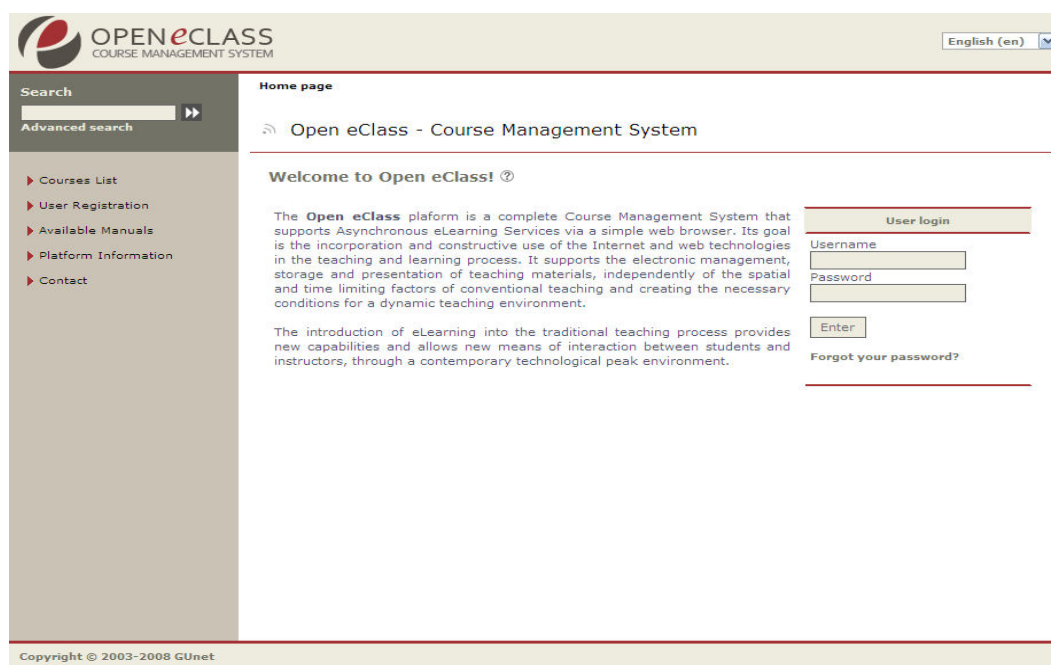 OPEN eCLASS
COURSE MANAGEMENT SYSTEM
English (en)
Search
Advanced search
Courses List
User Registration
Available Manuals
Platform Information
Contact
Home page
Open eClass - Course Management System
Welcome to Open eClass! ?
The Open eClass plaform is a complete Course Management System that
supports Asynchronous eLearning Services via a simple web browser. Its goal
is the incorporation and constructive use of the Internet and web technologies
in the teaching and learning process. It supports the electronic management,
storage and presentation of teaching materials, independently of the spatial
and time limiting factors of conventional teaching and creating the necessary
conditions for a dynamic teaching environment.
The introduction of eLearning into the traditional teaching process provides
new capabilities and allows new means of interaction between students and
instructors, through a contemporary technological peak environment.
User login
Username
Password
Enter
Forgot your password?
Copyright © 2003-2008 GUnet